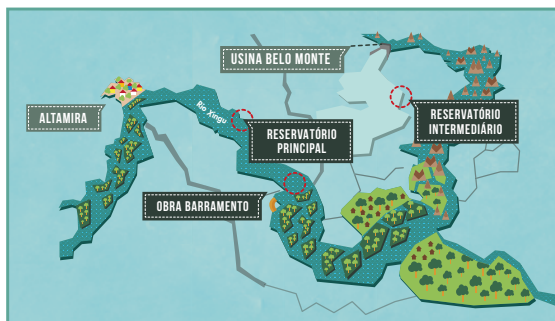 USINA BELO MONTE
ALTAMIRA
Rio Xingu
RESERVATÓRIO
PRINCIPAL
RESERVATÓRIO
INTERMEDIÁRIO
OBRA BARRAMENTO